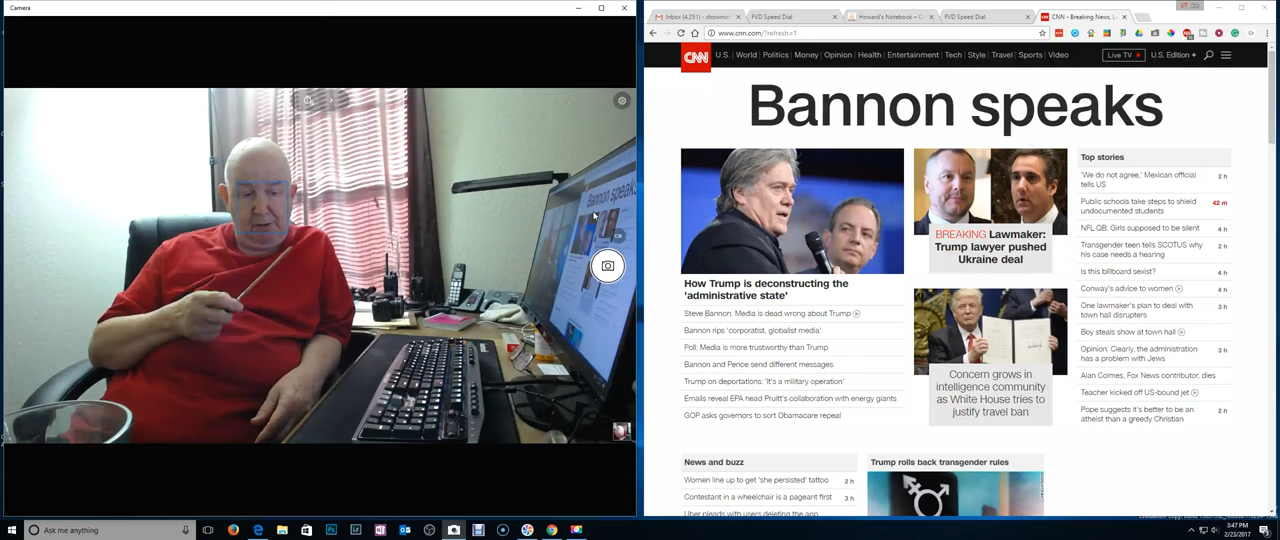 Camera
Inbox (4,251) - showma
FVD Speed Dial
Howard's Notebook – C
FVD Speed Dial
CNN - Breaking News, L
www.cnn.com/?refresh=1
CNN
U.S. | World | Politics | Money | Opinion | Health | Entertainment | Tech | Style | Travel | Sports | Video
Live TV
U.S. Edition
Bannon speaks
Bannon speaks
How Trump is deconstructing the
'administrative state'
Steve Bannon: Media is dead wrong about Trump
Bannon rips 'corporatist, globalist media'
Poll: Media is more trustworthy than Trump
Bannon and Pence send different messages
Trump on deportations: 'It's a military operation'
Emails reveal EPA head Pruitt's collaboration with energy giants
GOP asks governors to sort Obamacare repeal
BREAKING Lawmaker:
Trump lawyer pushed
Ukraine deal
Concern grows in
intelligence community
as White House tries to
justify travel ban
Top stories
'We do not agree,' Mexican official
tells US 2 h
Public schools take steps to shield
undocumented students 42 m
NFL QB: Girls supposed to be silent 4 h
Transgender teen tells SCOTUS why
his case needs a hearing 2 h
Is this billboard sexist? 4 h
Conway's advice to women 4 h
One lawmaker's plan to deal with
town hall disrupters 3 h
Boy steals show at town hall
Opinion: Clearly, the administration
has a problem with Jews 3 h
Alan Colmes, Fox News contributor, dies
Teacher kicked off US-bound jet
Pope suggests it's better to be an
atheist than a greedy Christian 2 h
News and buzz
Women line up to get 'she persisted' tattoo 2 h
Contestant in a wheelchair is a pageant first 3 h
Uber pleads with users deleting the app
Trump rolls back transgender rules
Ask me anything
3:47 PM
2/23/2017